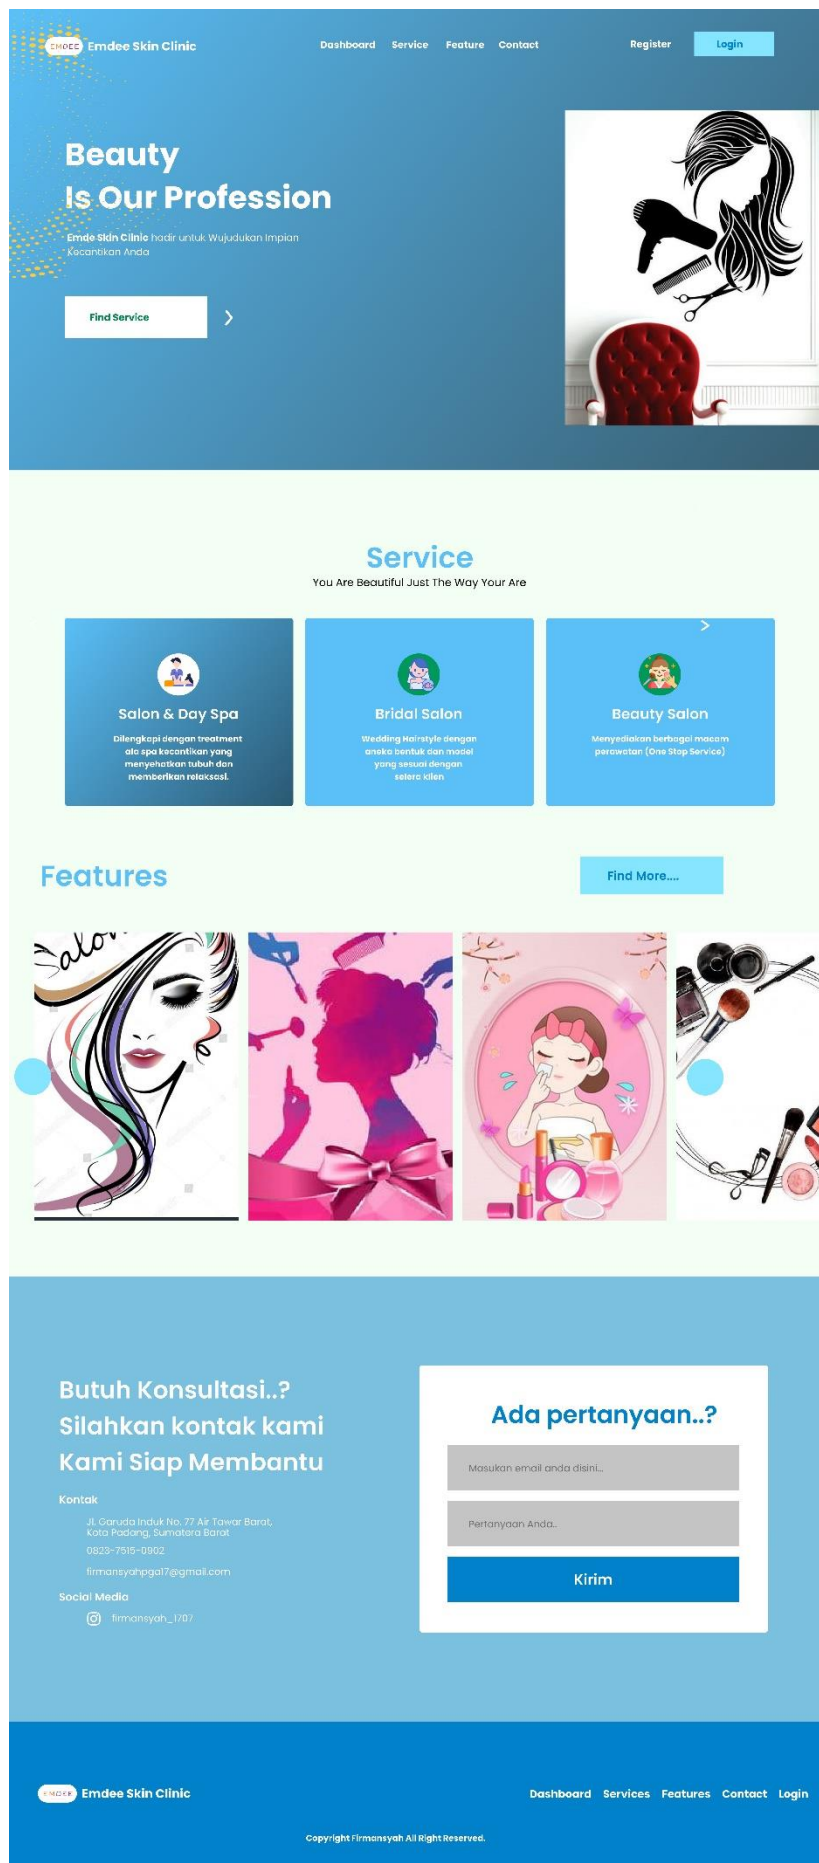 EMDEE Emdee Skin Clinic
Dashboard Service Feature Contact
Register Login
Beauty
Is Our Profession
Emde Skin Clinic hadir untuk Wujudukan Impian
Kecantikan Anda
Find Service
Service
You Are Beautiful Just The Way Your Are
Salon & Day Spa
Dilengkapi dengan treatment
ala spa kecantikan yang
menyehatkan tubuh dan
memberikan relaksasi.
Bridal Salon
Wedding Hairstyle dengan
aneka bentuk dan model
yang sesuai dengan
selera klien
Beauty Salon
Menyediakan berbagai macam
perawatan (One Stop Service)
Features
Find More....
Salon
Butuh Konsultasi..?
Silahkan kontak kami
Kami Siap Membantu
Kontak
Jl. Garuda Induk No. 77 Air Tawar Barat,
Kota Padang, Sumatera Barat
0823-7515-0902
firmansyahpga17@gmail.com
Social Media
firmansyah_1707
Ada pertanyaan..?
Masukan email anda disini...
Pertanyaan Anda..
Kirim
EMDEE Emdee Skin Clinic
Dashboard Services Features Contact Login
Copyright Firmansyah All Right Reserved.